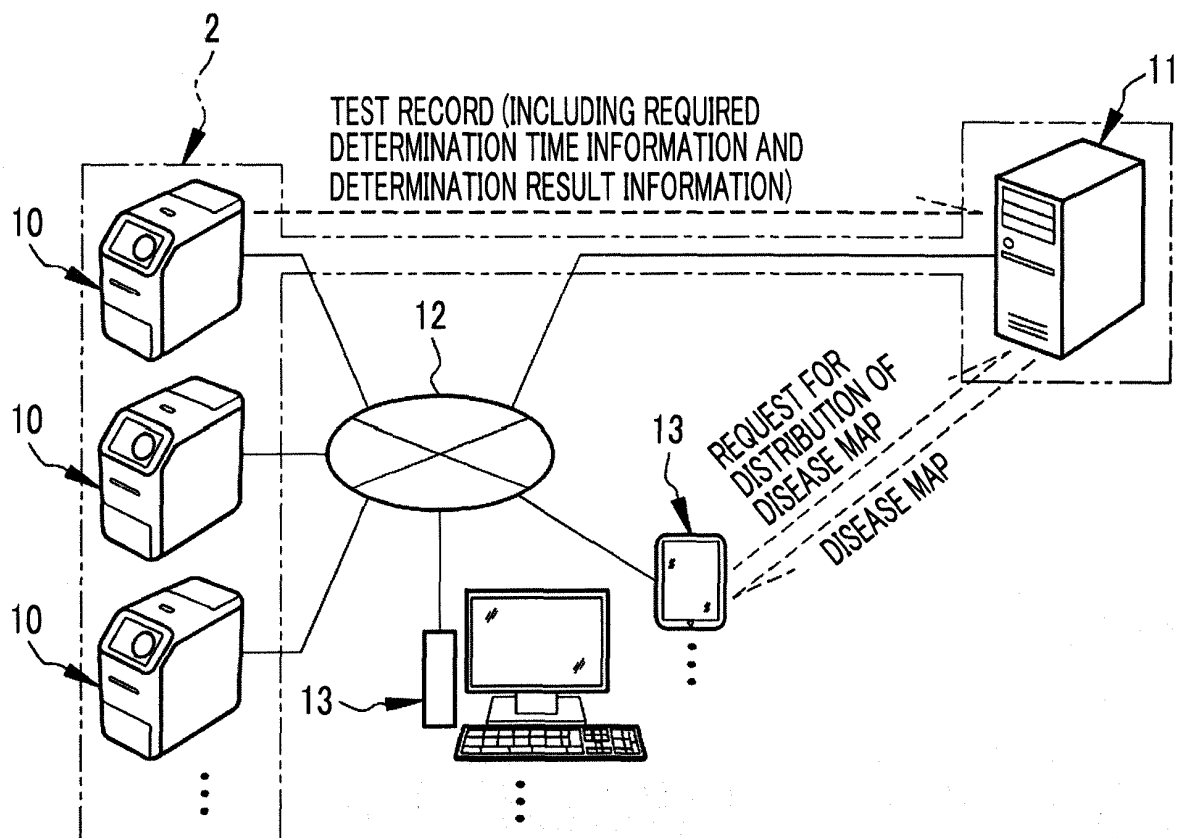 2
11
TEST RECORD (INCLUDING REQUIRED
DETERMINATION TIME INFORMATION AND
DETERMINATION RESULT INFORMATION)
10
12
10
REQUEST FOR
DISTRIBUTION OF
DISEASE MAP
13
DISEASE MAP
10
13